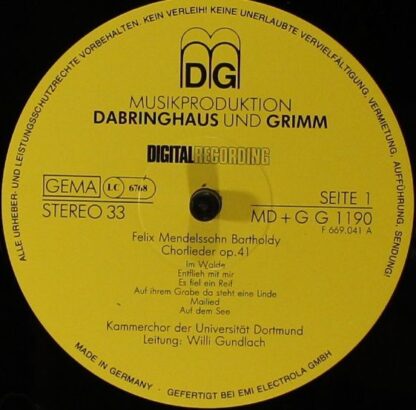 ALLE URHEBER- UND LEISTUNGSSCHUTZRECHTE VORBEHALTEN. KEIN VERLEIH! KEINE UNERLAUBTE VERVIELFÄLTIGUNG, VERMIETUNG, AUFFÜHRUNG, SENDUNG!
MDG
MUSIKPRODUKTION
DABRINGHAUS UND GRIMM
DIGITAL RECORDING
GEMA LC 6768
STEREO 33
SEITE 1
MD + G G 1190
F 669.041 A
Felix Mendelssohn Bartholdy
Chorlieder op.41
Im Walde
Entflieh mit mir
Es fiel ein Reif
Auf ihrem Grabe da steht eine Linde
Mailied
Auf dem See
Kammerchor der Universität Dortmund
Leitung: Willi Gundlach
MADE IN GERMANY GEFERTIGT BEI EMI ELECTROLA GMBH